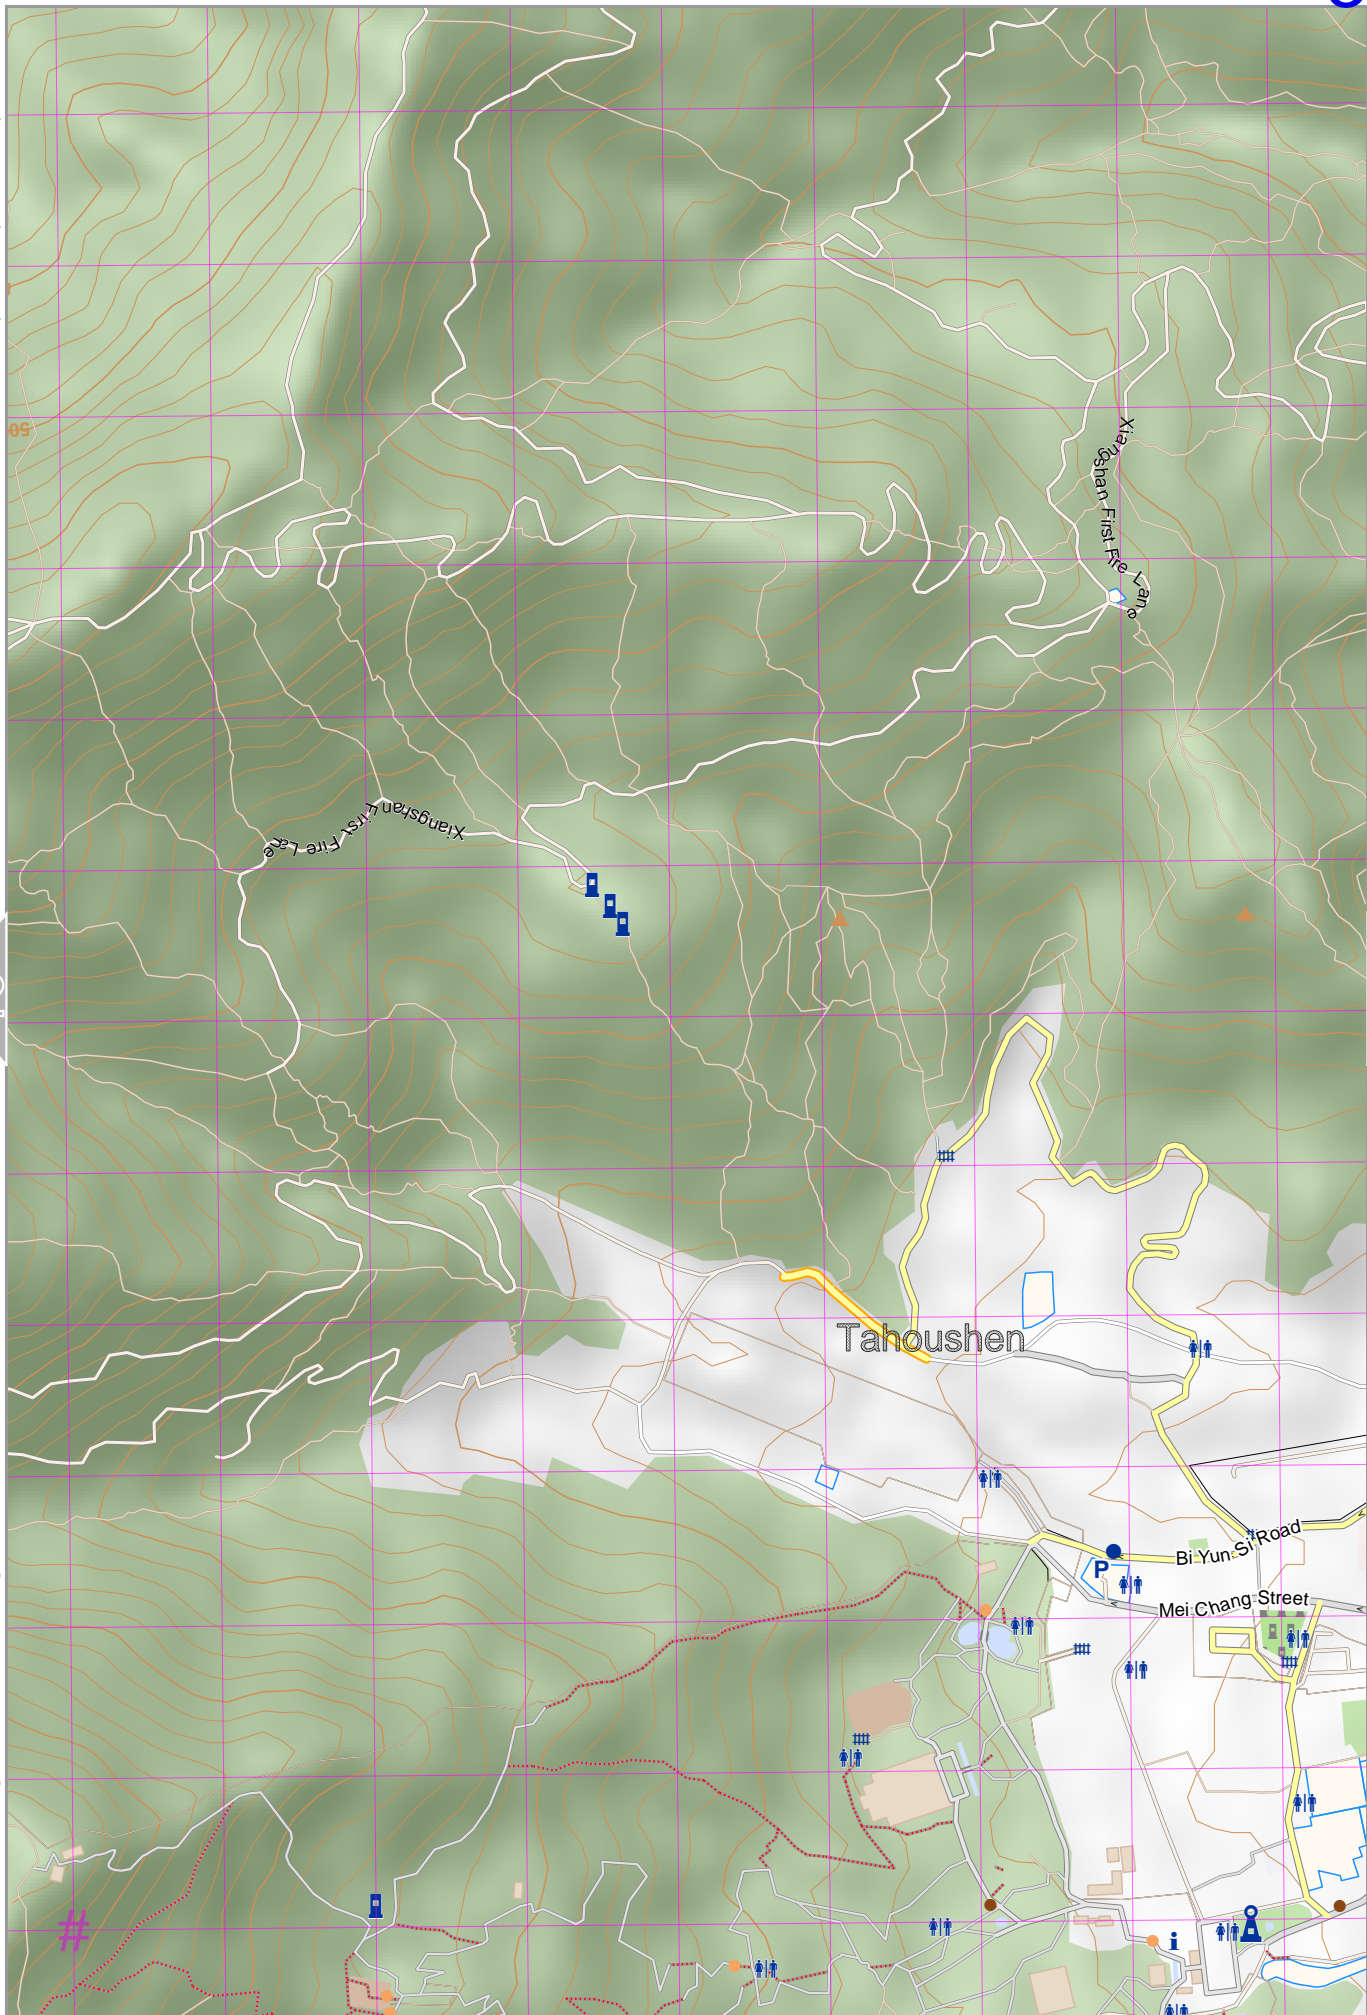 Xiangshan First Fire Lane
50
Xiangshan First Fire Lane
Tahoushen
Bi Yun Si Road
P
Mei Chang Street
#
i